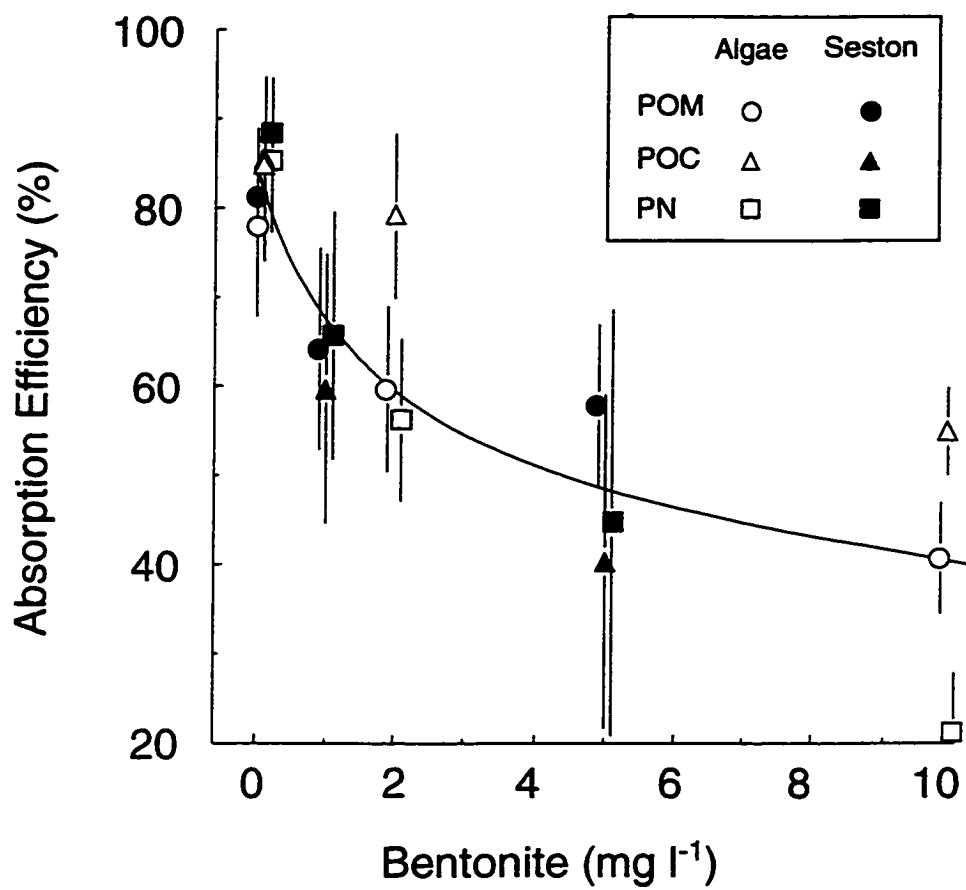 Algae Seston
POM
POC
PN
Absorption Efficiency (%)
100
80
60
40
20
0 2 4 6 8 10
Bentonite (mg l⁻¹)